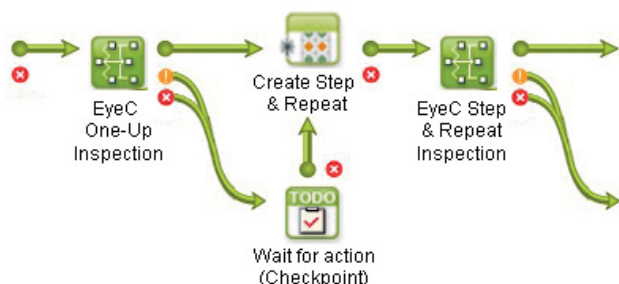 EyeC
One-Up
Inspection
Create Step
& Repeat
EyeC Step
& Repeat
Inspection
TODO
Wait for action
(Checkpoint)